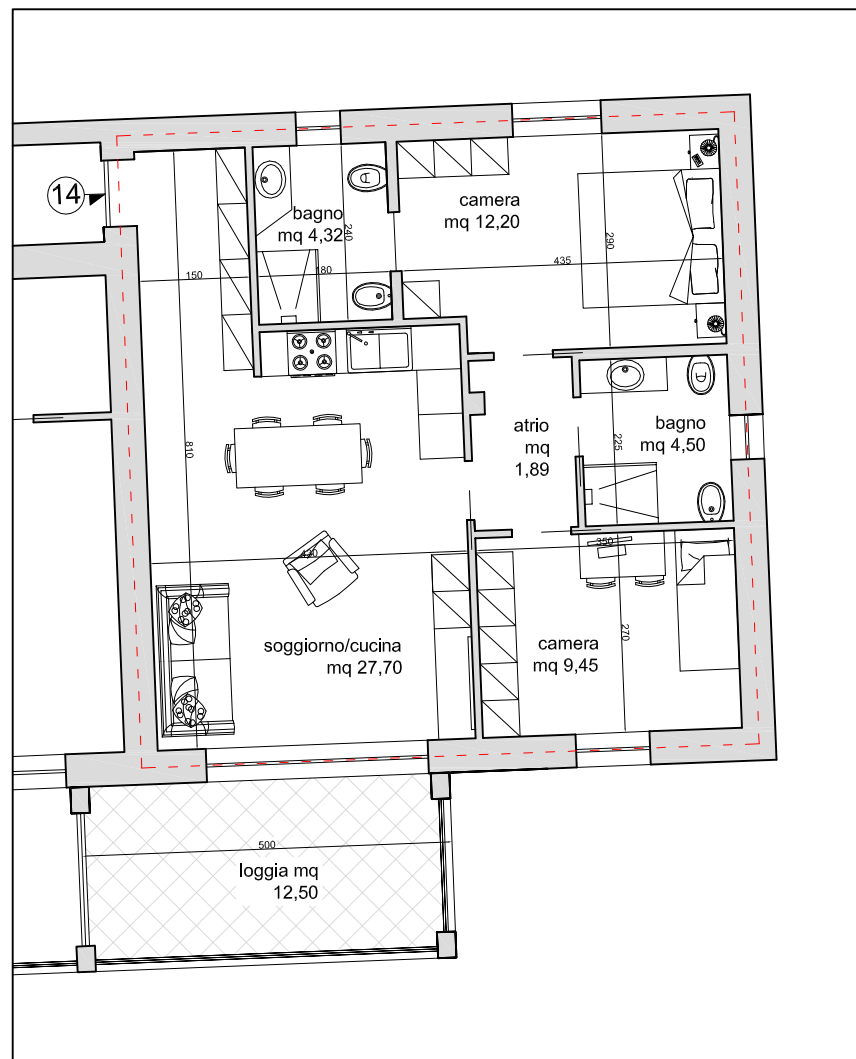 14
bagno
mq 4,32
240
180
150
camera
mq 12,20
290
435
810
atrio
mq
1,89
bagno
mq 4,50
225
420
350
soggiorno/cucina
mq 27,70
camera
mq 9,45
270
500
loggia mq
12,50